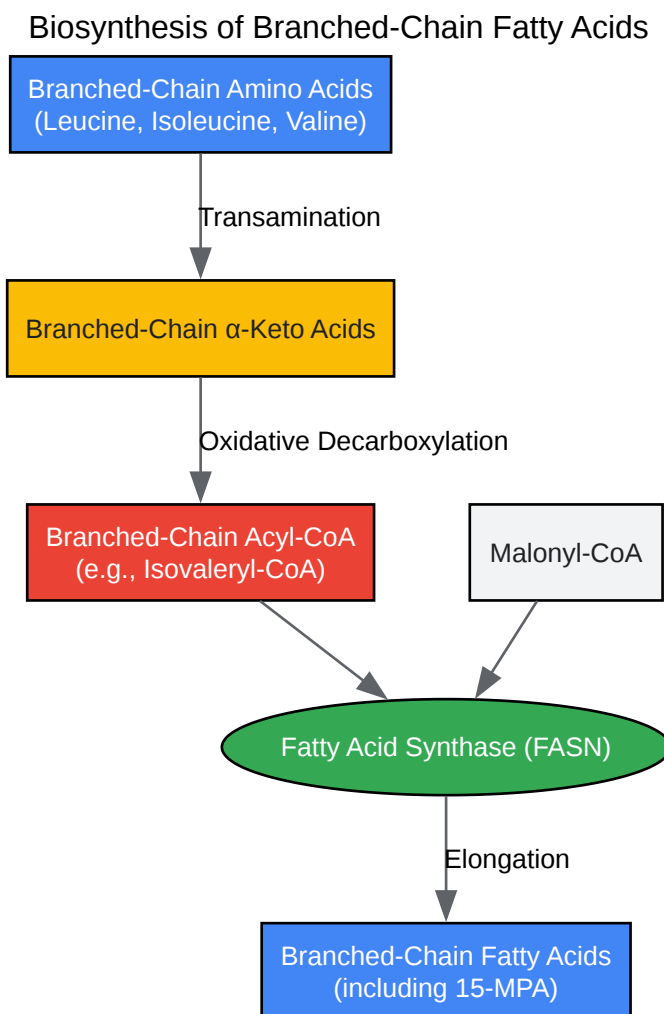 Biosynthesis of Branched-Chain Fatty Acids
Branched-Chain Amino Acids
(Leucine, Isoleucine, Valine)
Transamination
Branched-Chain α-Keto Acids
Oxidative Decarboxylation
Branched-Chain Acyl-CoA
(e.g., Isovaleryl-CoA)
Malonyl-CoA
Fatty Acid Synthase (FASN)
Elongation
Branched-Chain Fatty Acids
(including 15-MPA)